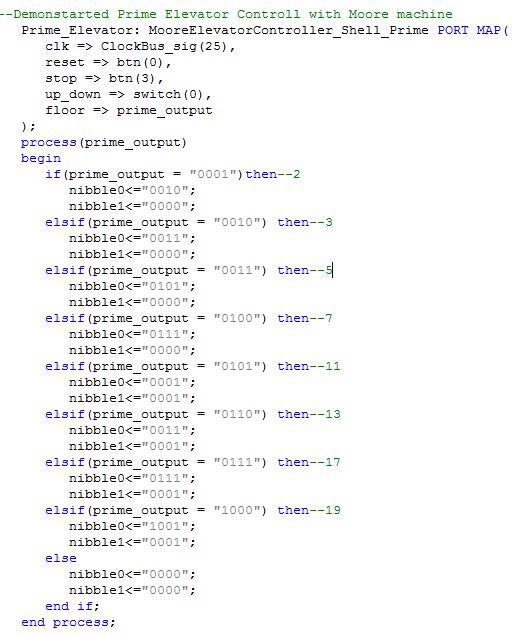 --Demonstarted Prime Elevator Controll with Moore machine
Prime_Elevator: MooreElevatorController_Shell_Prime PORT MAP(
clk => ClockBus_sig(25),
reset => btn(0),
stop => btn(3),
up_down => switch(0),
floor => prime_output
);
process(prime_output)
begin
if(prime_output = "0001")then--2
nibble0<="0010";
nibble1<="0000";
elsif(prime_output = "0010") then--3
nibble0<="0011";
nibble1<="0000";
elsif(prime_output = "0011") then--5
nibble0<="0101";
nibble1<="0000";
elsif(prime_output = "0100") then--7
nibble0<="0111";
nibble1<="0000";
elsif(prime_output = "0101") then--11
nibble0<="0001";
nibble1<="0001";
elsif(prime_output = "0110") then--13
nibble0<="0011";
nibble1<="0001";
elsif(prime_output = "0111") then--17
nibble0<="0111";
nibble1<="0001";
elsif(prime_output = "1000") then--19
nibble0<="1001";
nibble1<="0001";
else
nibble0<="0000";
nibble1<="0000";
end if;
end process;